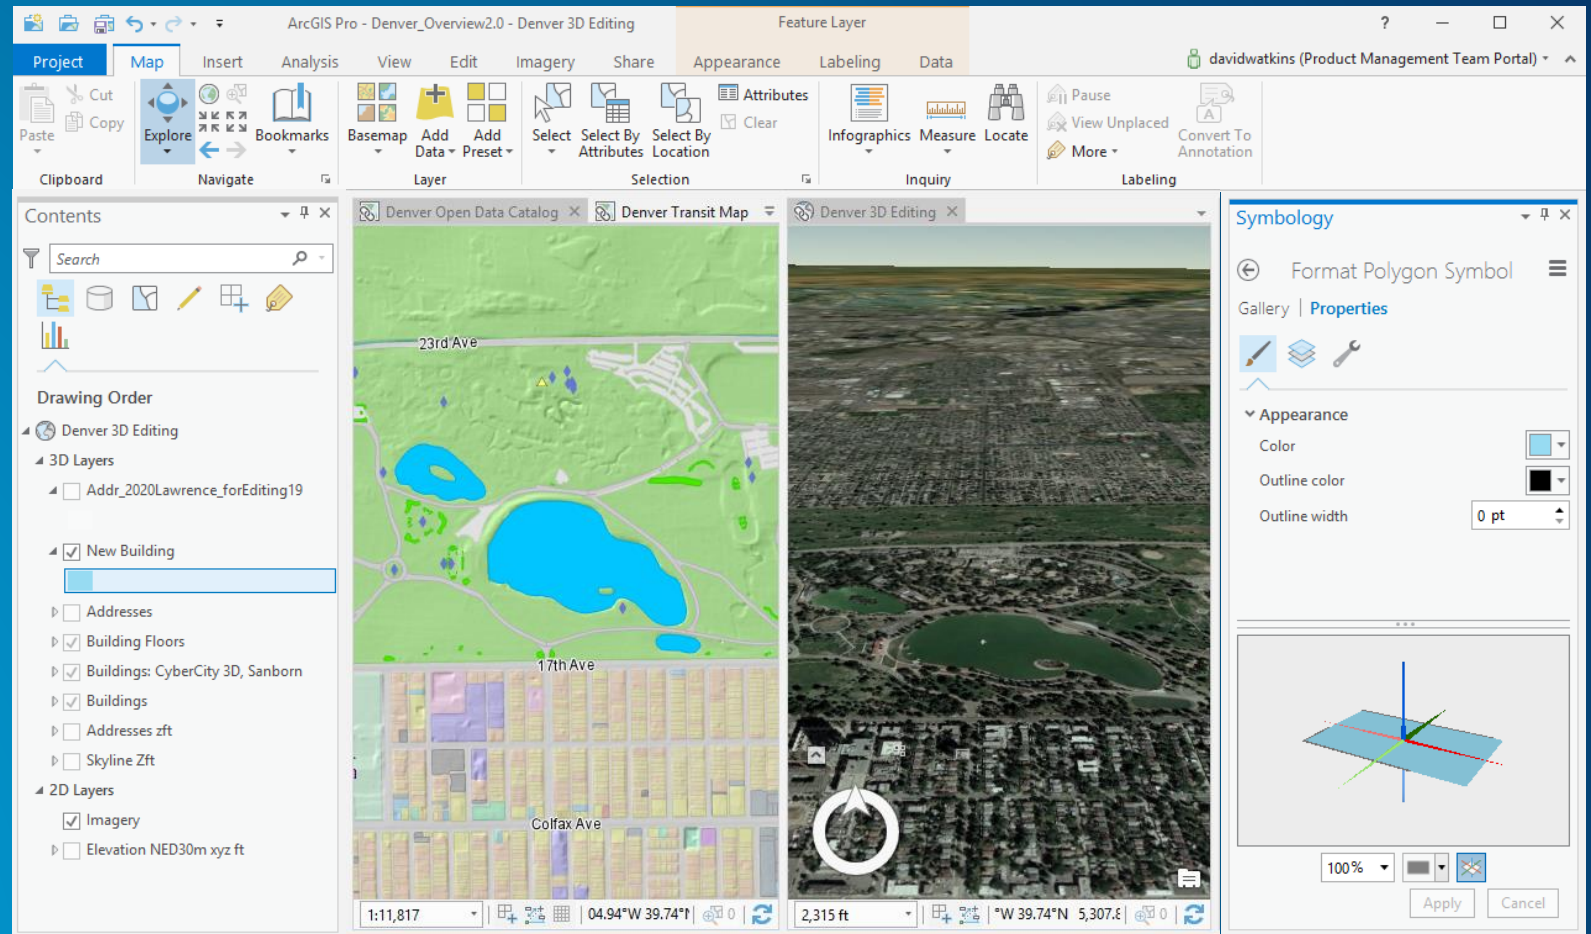 ArcGIS Pro - Denver_Overview2.0 - Denver 3D Editing
Feature Layer
?
Project Map Insert Analysis View Edit Imagery Share Appearance Labeling Data
davidwatkins (Product Management Team Portal)
Paste
Cut
Copy
Clipboard
Explore
Bookmarks
Navigate
Basemap
Add Data
Add Preset
Layer
Select
Select By Attributes
Select By Location
Attributes
Clear
Selection
Infographics
Measure
Locate
Inquiry
Pause
View Unplaced
More
Convert To Annotation
Labeling
Contents
Search
Drawing Order
Denver 3D Editing
3D Layers
Addr_2020Lawrence_forEditing19
New Building
Addresses
Building Floors
Buildings: CyberCity 3D, Sanborn
Buildings
Addresses zft
Skyline Zft
2D Layers
Imagery
Elevation NED30m xyz ft
Denver Open Data Catalog
Denver Transit Map
23rd Ave
17th Ave
Colfax Ave
1:11,817
04.94°W 39.74°N
0
Denver 3D Editing
2,315 ft
°W 39.74°N 5,307.8
0
Symbology
Format Polygon Symbol
Gallery | Properties
Appearance
Color
Outline color
Outline width
0 pt
100%
Apply
Cancel